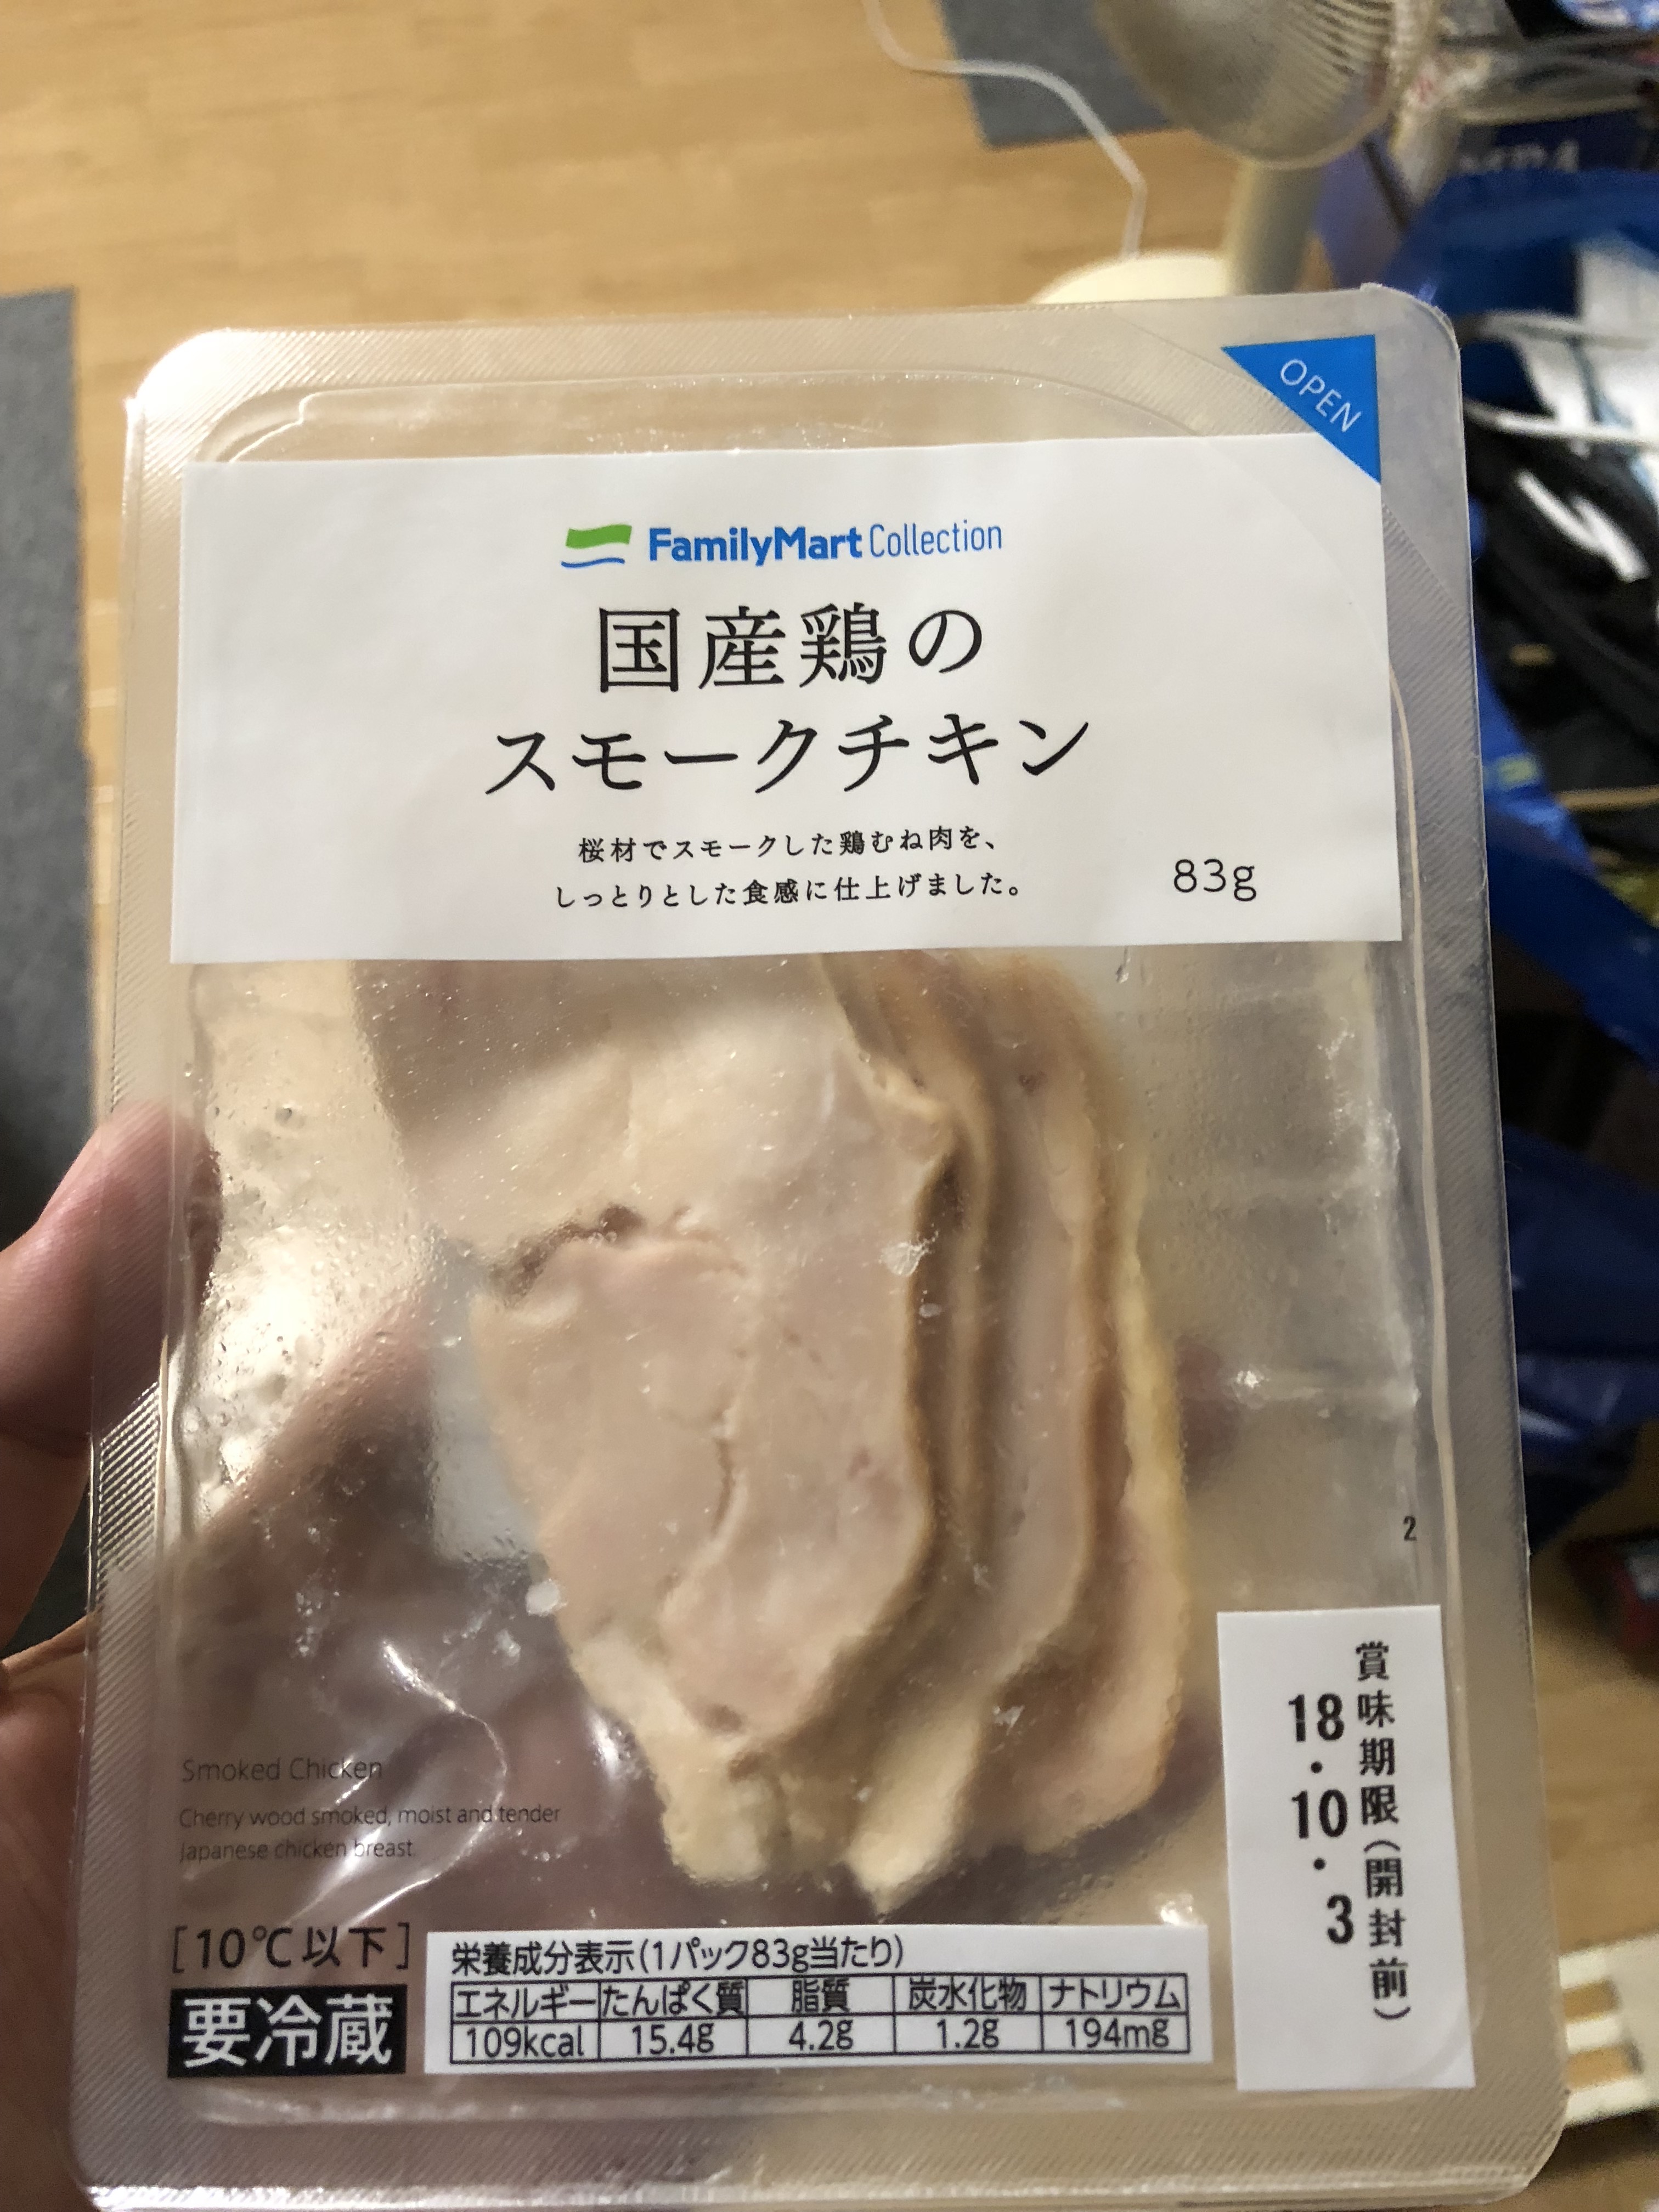 OPEN
FamilyMart Collection
国産鶏の
スモークチキン
桜材でスモークした鶏むね肉を、
しっとりとした食感に仕上げました。
83g
2
賞味期限(開封前)
18・10・3
Smoked Chicken
Cherry wood smoked, moist and tender
Japanese chicken breast.
[10℃以下]
要冷蔵
栄養成分表示(1パック83g当たり)
エネルギー たんぱく質 脂質 炭水化物 ナトリウム
109kcal 15.4g 4.2g 1.2g 194mg